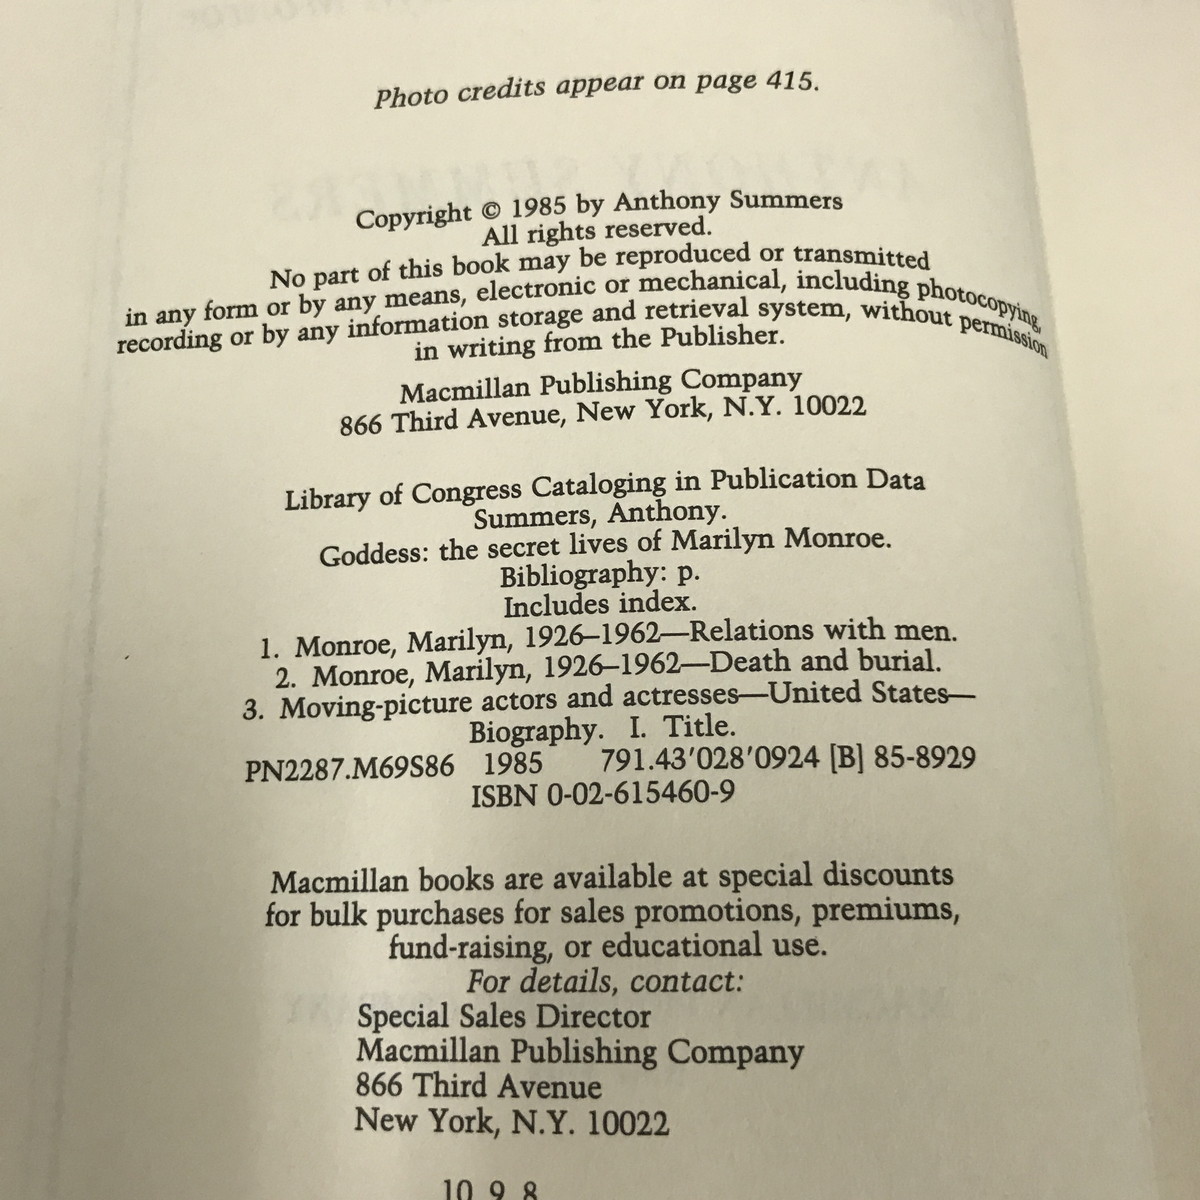 Photo credits appear on page 415.
Copyright © 1985 by Anthony Summers
All rights reserved.
No part of this book may be reproduced or transmitted
in any form or by any means, electronic or mechanical, including photocopying,
recording or by any information storage and retrieval system, without permission
in writing from the Publisher.
Macmillan Publishing Company
866 Third Avenue, New York, N.Y. 10022
Library of Congress Cataloging in Publication Data
Summers, Anthony.
Goddess: the secret lives of Marilyn Monroe.
Bibliography: p.
Includes index.
1. Monroe, Marilyn, 1926–1962—Relations with men.
2. Monroe, Marilyn, 1926–1962—Death and burial.
3. Moving-picture actors and actresses—United States—
Biography. I. Title.
PN2287.M69S86 1985 791.43′028′0924 [B] 85-8929
ISBN 0-02-615460-9
Macmillan books are available at special discounts
for bulk purchases for sales promotions, premiums,
fund-raising, or educational use.
For details, contact:
Special Sales Director
Macmillan Publishing Company
866 Third Avenue
New York, N.Y. 10022
10 9 8